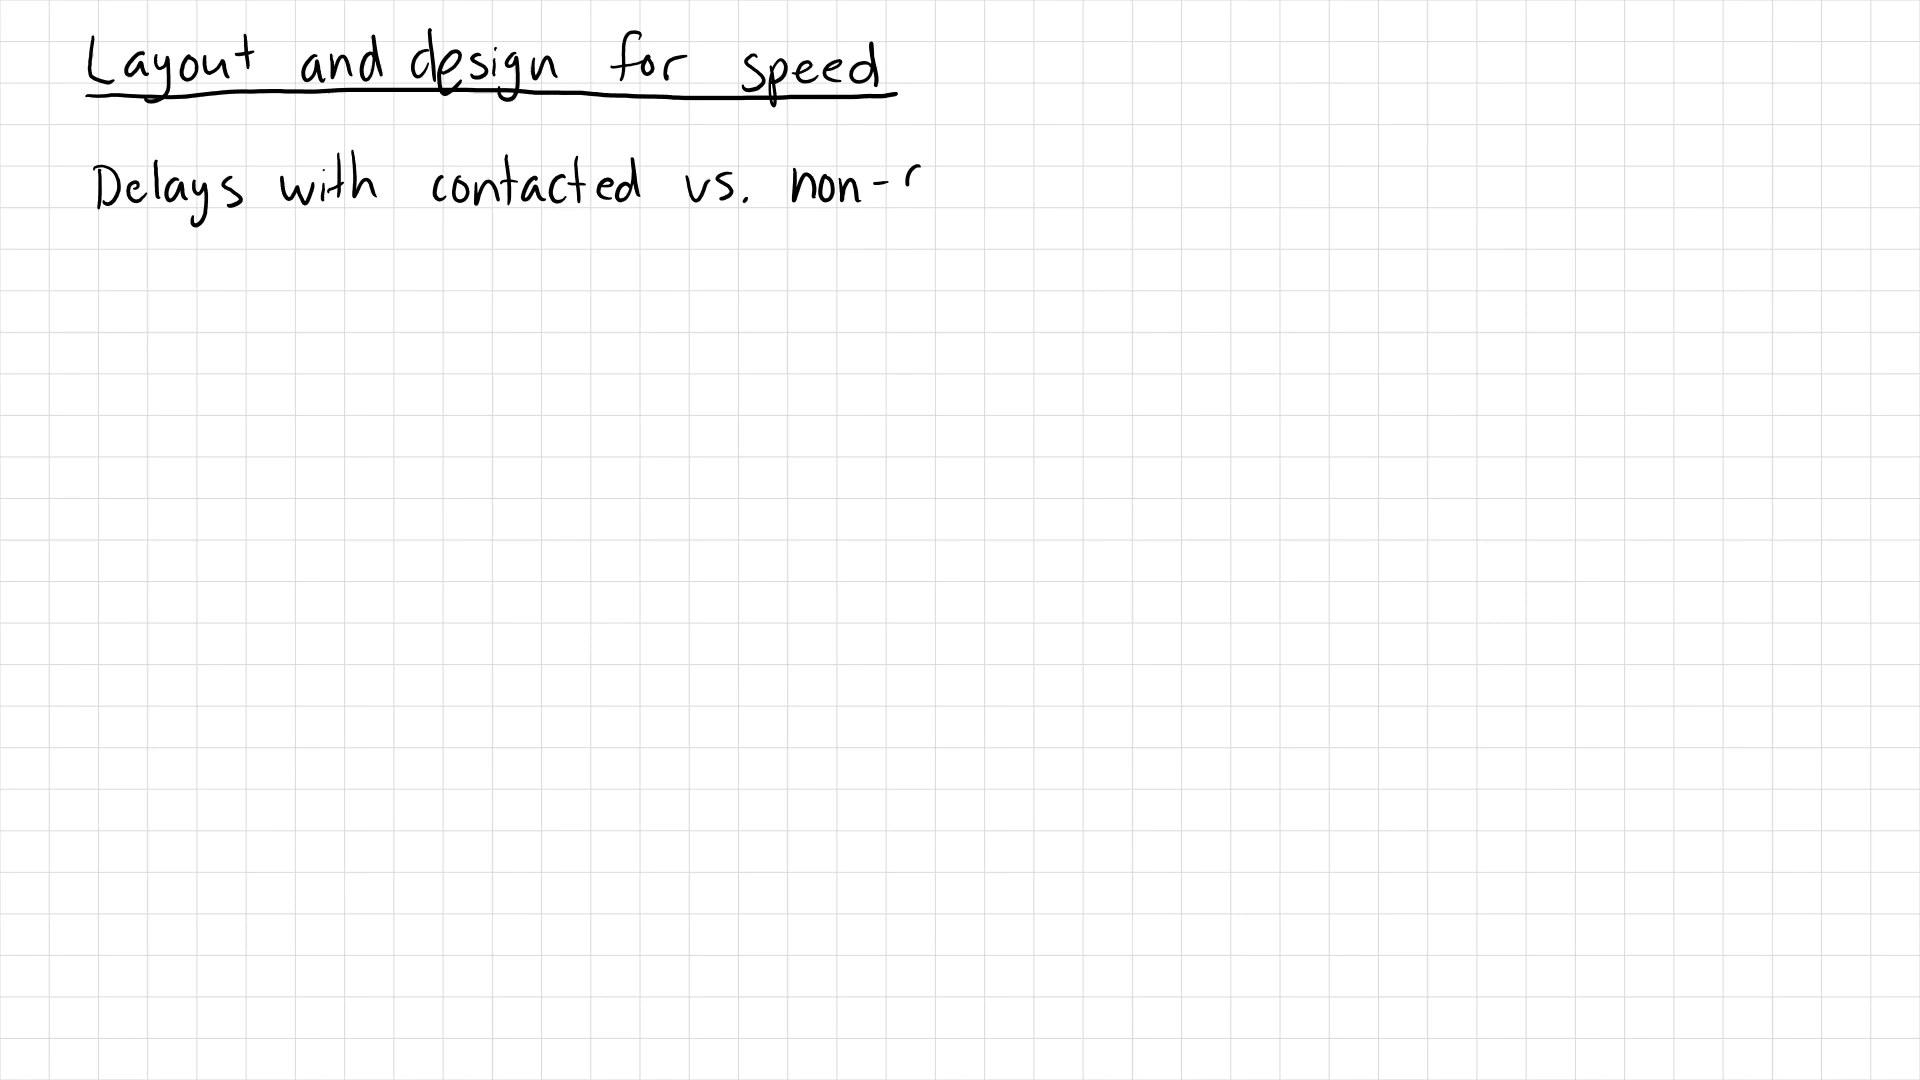 Layout and design for speed
Delays with contacted vs. non-